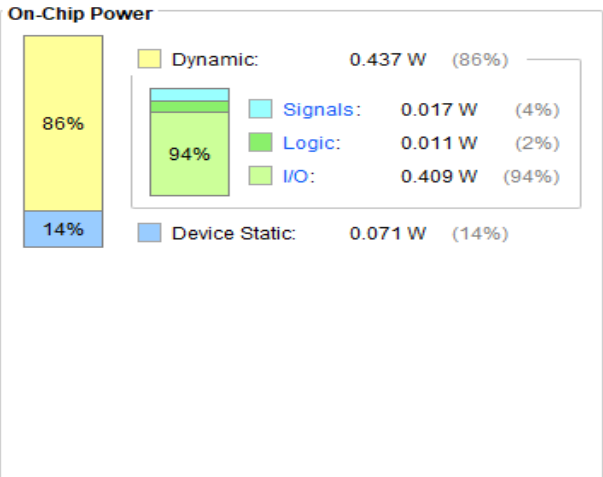 On-Chip Power
86%
14%
Dynamic: 0.437 W (86%)
94%
Signals: 0.017 W (4%)
Logic: 0.011 W (2%)
I/O: 0.409 W (94%)
Device Static: 0.071 W (14%)